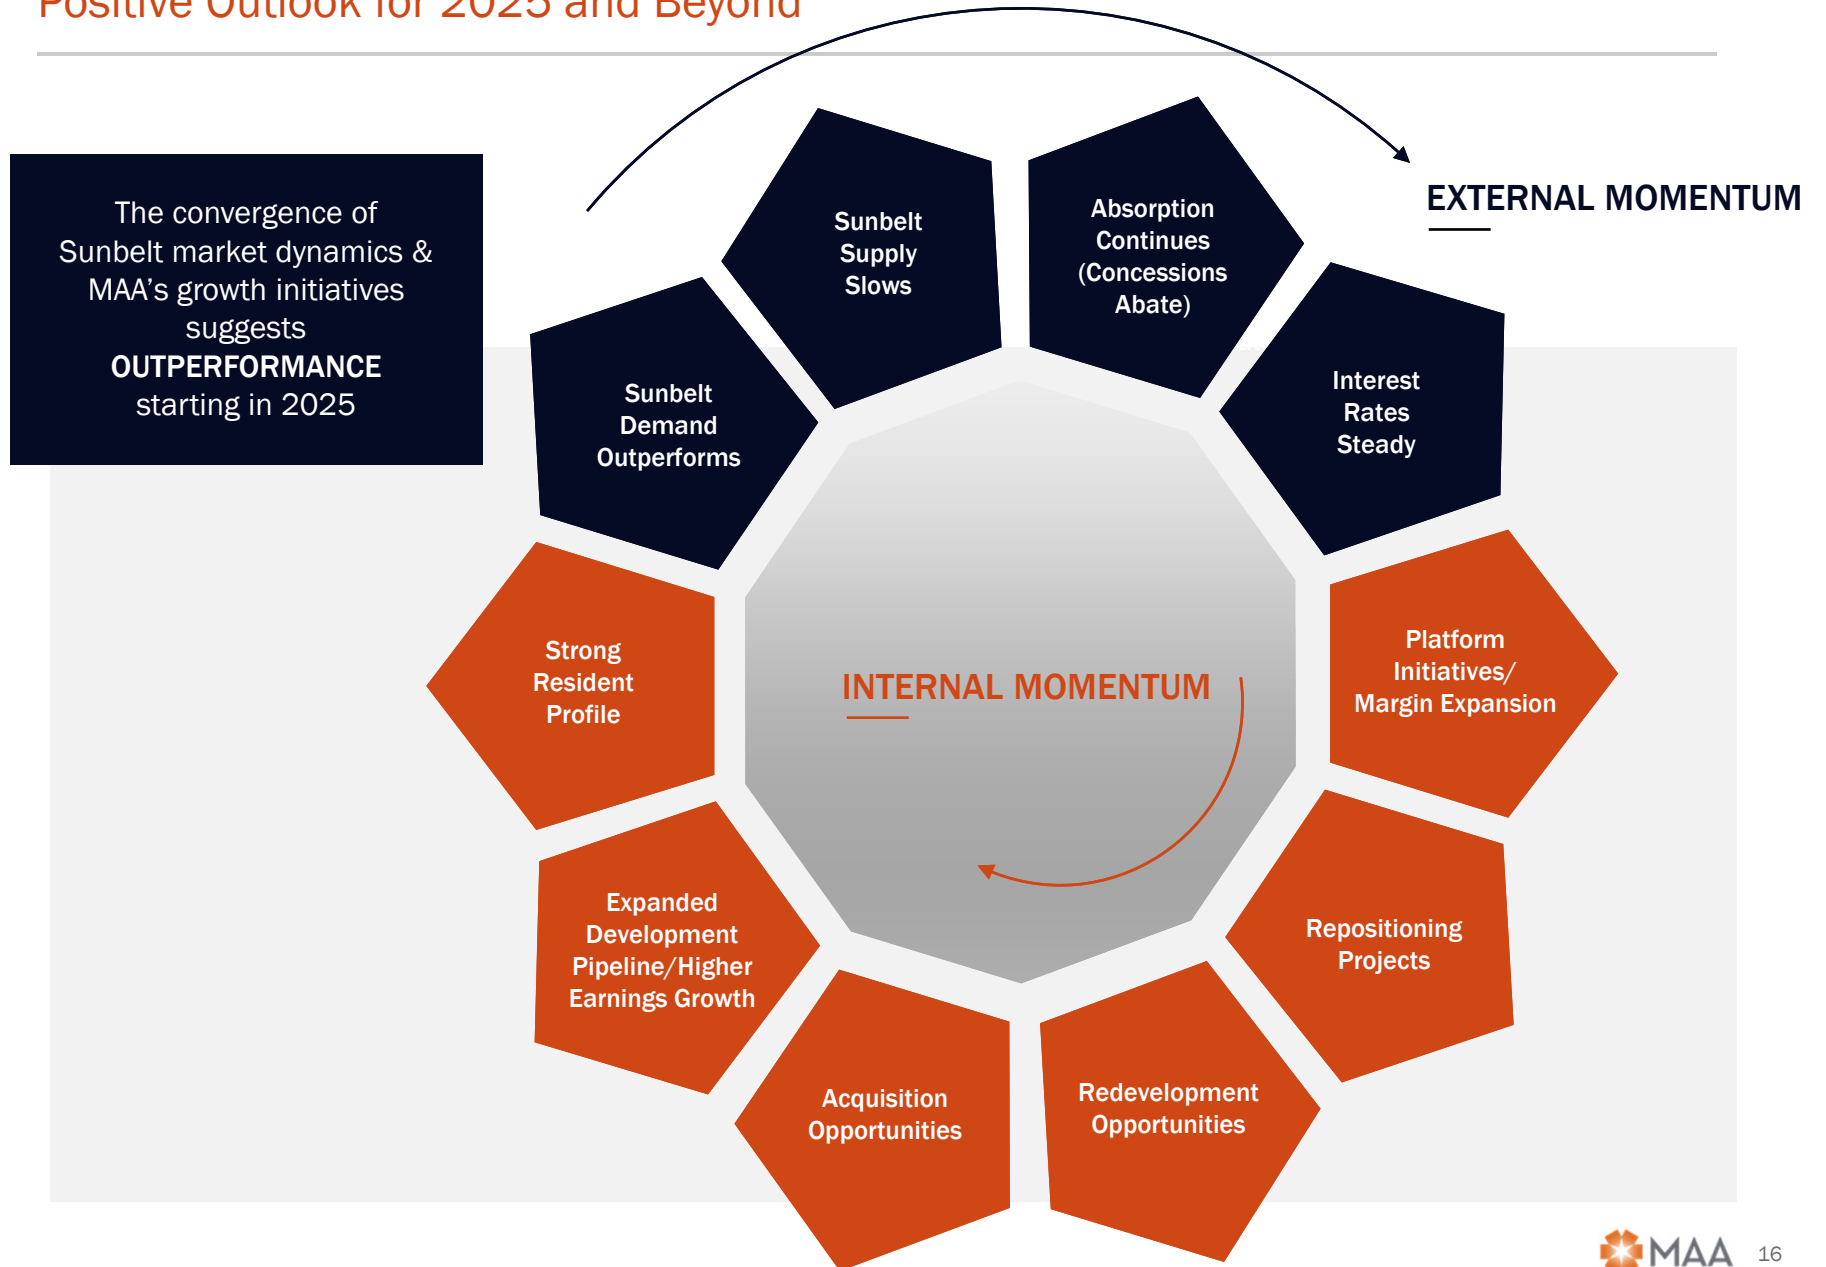 Positive Outlook for 2025 and Beyond
The convergence of
Sunbelt market dynamics &
MAA's growth initiatives
suggests
OUTPERFORMANCE
starting in 2025
EXTERNAL MOMENTUM
Sunbelt
Supply
Slows
Absorption
Continues
(Concessions
Abate)
Sunbelt
Demand
Outperforms
Interest
Rates
Steady
Strong
Resident
Profile
INTERNAL MOMENTUM
Platform
Initiatives/
Margin Expansion
Expanded
Development
Pipeline/Higher
Earnings Growth
Repositioning
Projects
Acquisition
Opportunities
Redevelopment
Opportunities
MAA
16